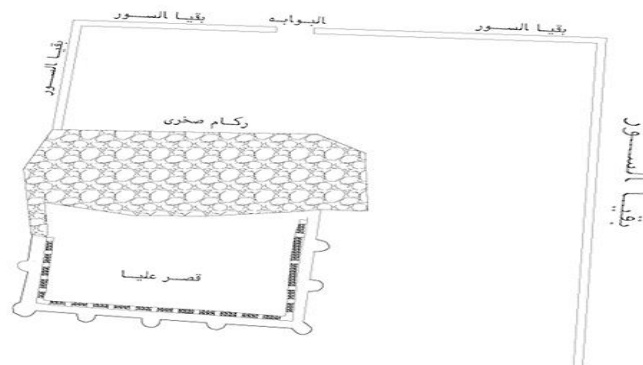 بقيا السور
البوابه
بقيا السور
بقيا السور
ركام صخرى
بقيا السور
قصر عليا